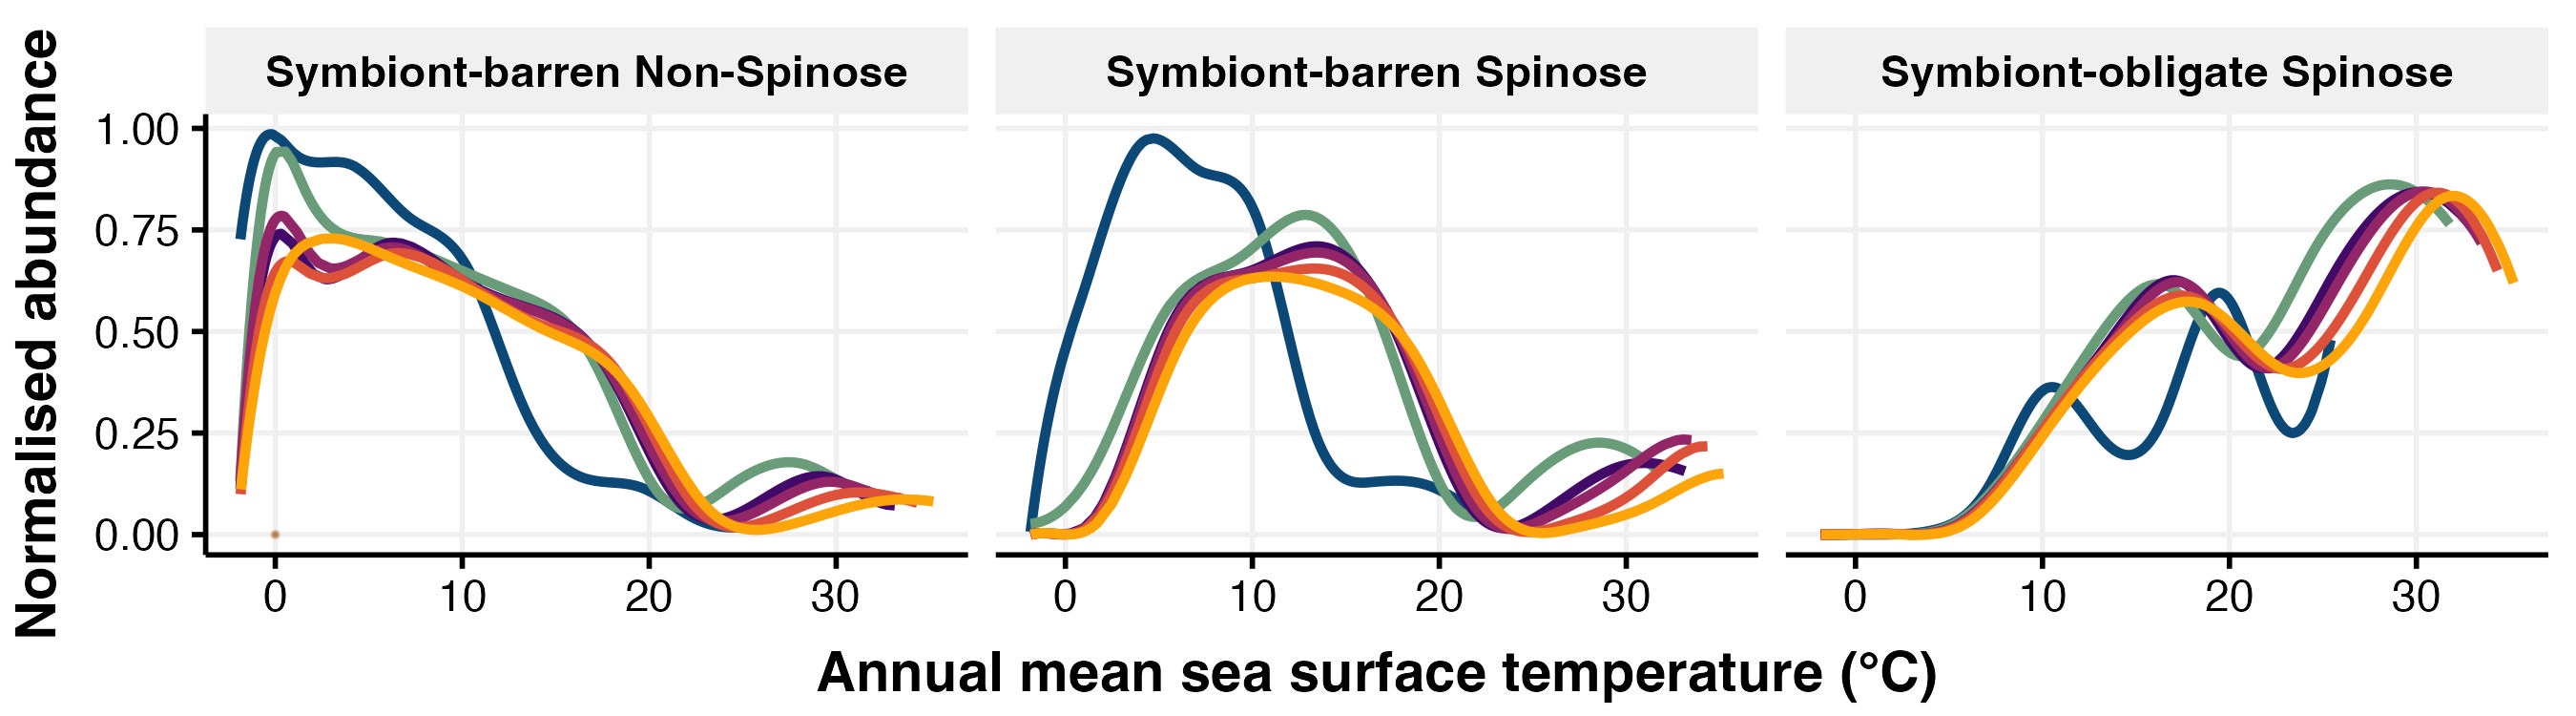 Normalised abundance
Symbiont-barren Non-Spinose
Symbiont-barren Spinose
Symbiont-obligate Spinose
1.00
0.75
0.50
0.25
0.00
0 10 20 30
0 10 20 30
0 10 20 30
Annual mean sea surface temperature (°C)